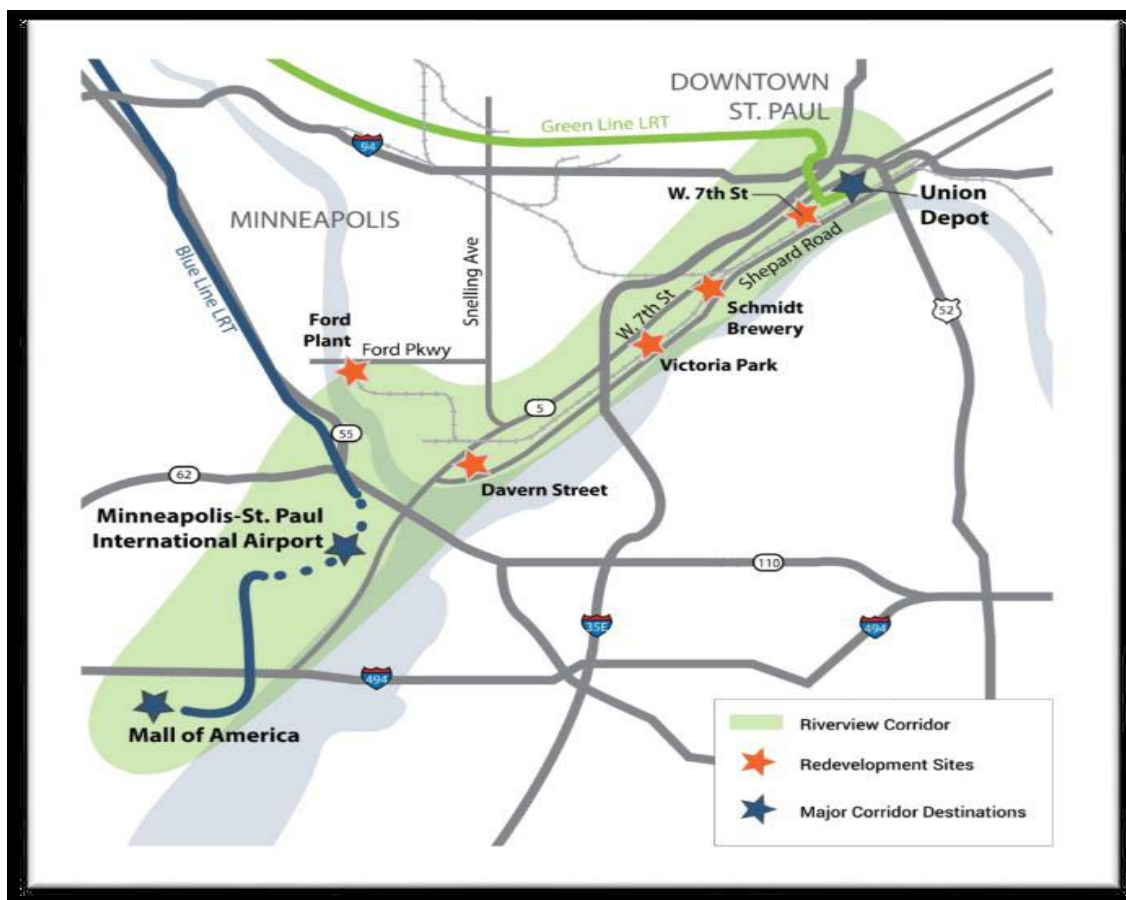 DOWNTOWN
ST. PAUL
Green Line LRT
94
W. 7th St
Union
Depot
MINNEAPOLIS
Snelling Ave
Shepard Road
Blue Line LRT
W. 7th St
Schmidt
Brewery
52
Ford
Plant
Ford Pkwy
Victoria Park
5
55
62
Davern Street
Minneapolis-St. Paul
International Airport
110
35E
494
494
Mall of America
Riverview Corridor
Redevelopment Sites
Major Corridor Destinations